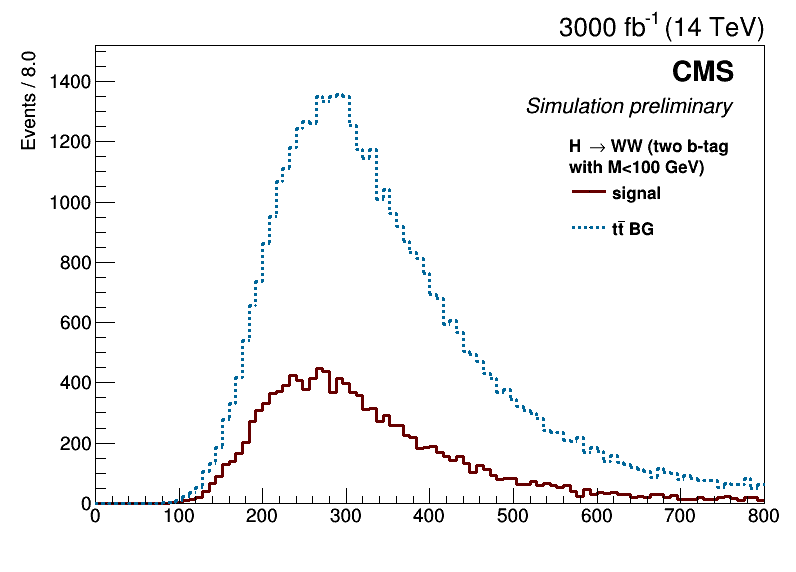 3000 fb-1 (14 TeV)
CMS
Simulation preliminary
H → WW (two b-tag
with M<100 GeV)
signal
tt̄ BG
Events / 8.0
1400
1200
1000
800
600
400
200
0
0 100 200 300 400 500 600 700 800